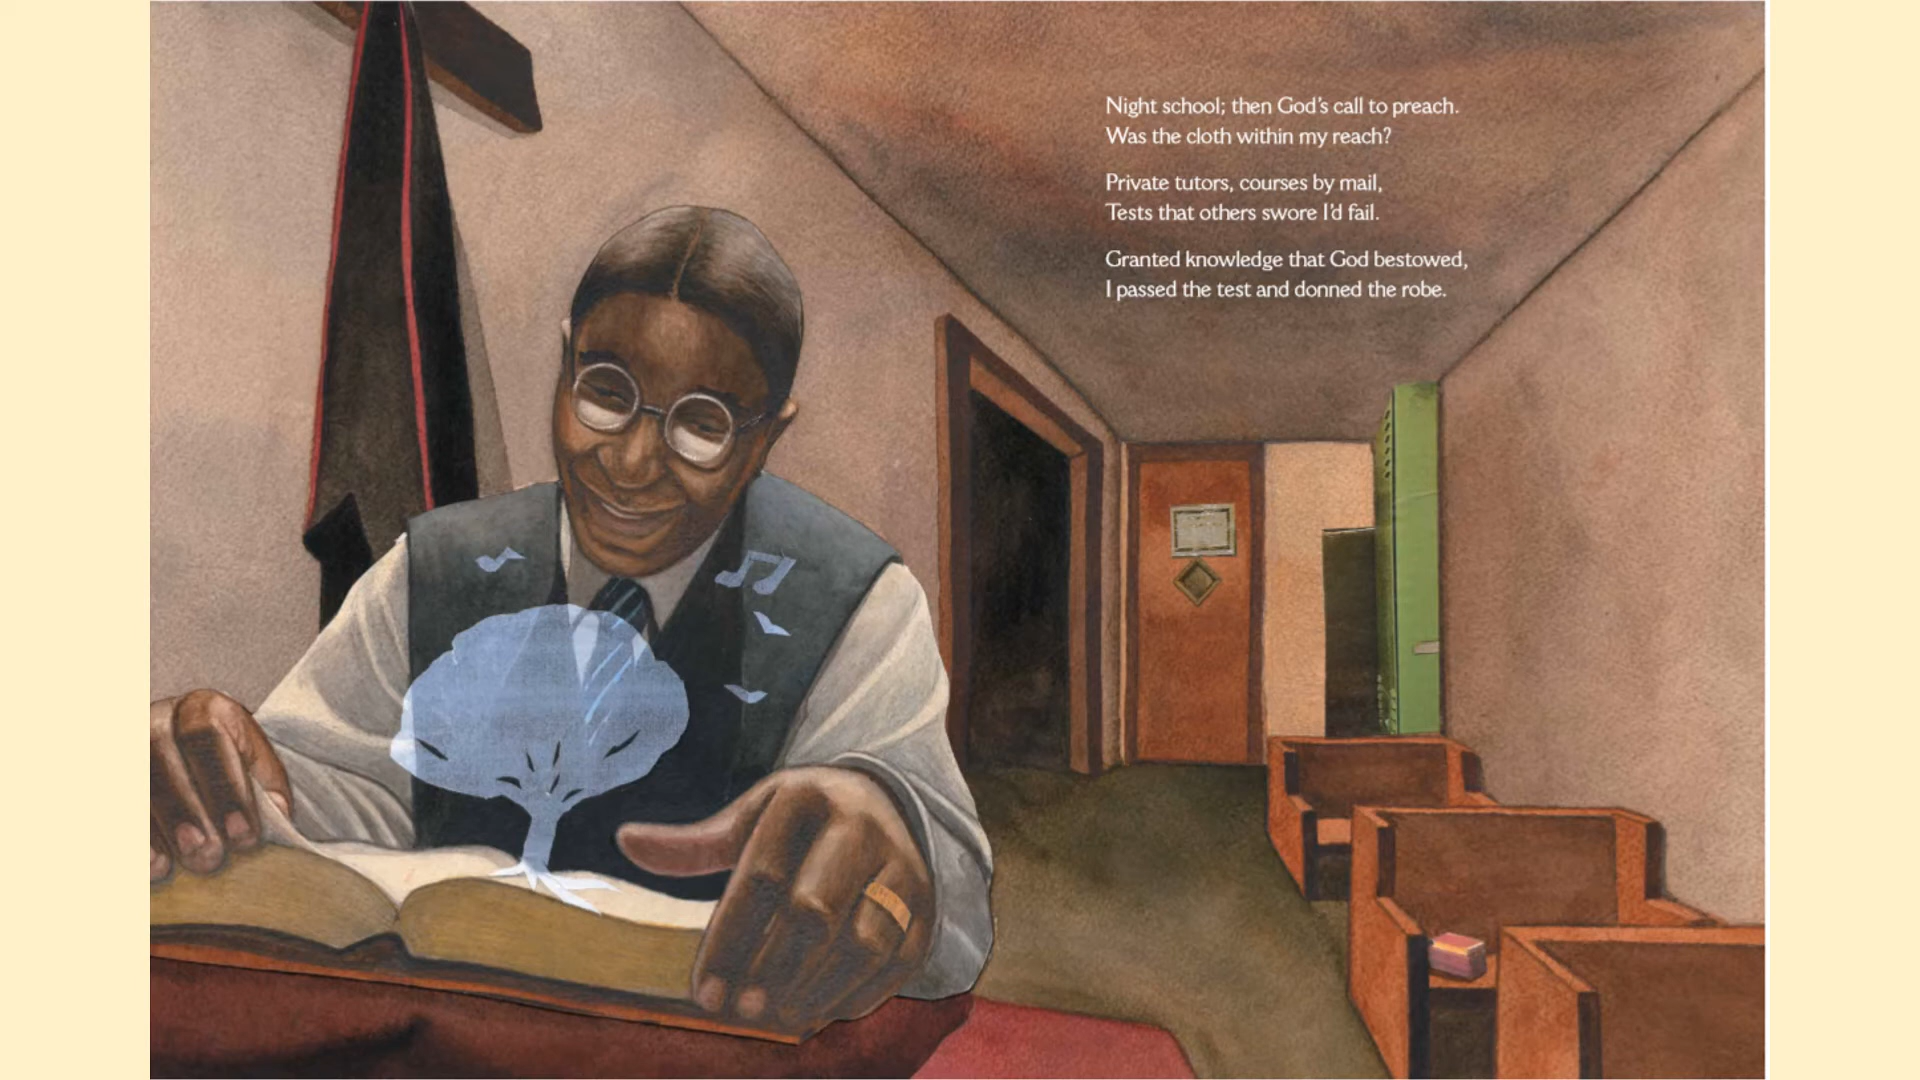 Night school; then God's call to preach.
Was the cloth within my reach?
Private tutors, courses by mail,
Tests that others swore I'd fail.
Granted knowledge that God bestowed,
I passed the test and donned the robe.